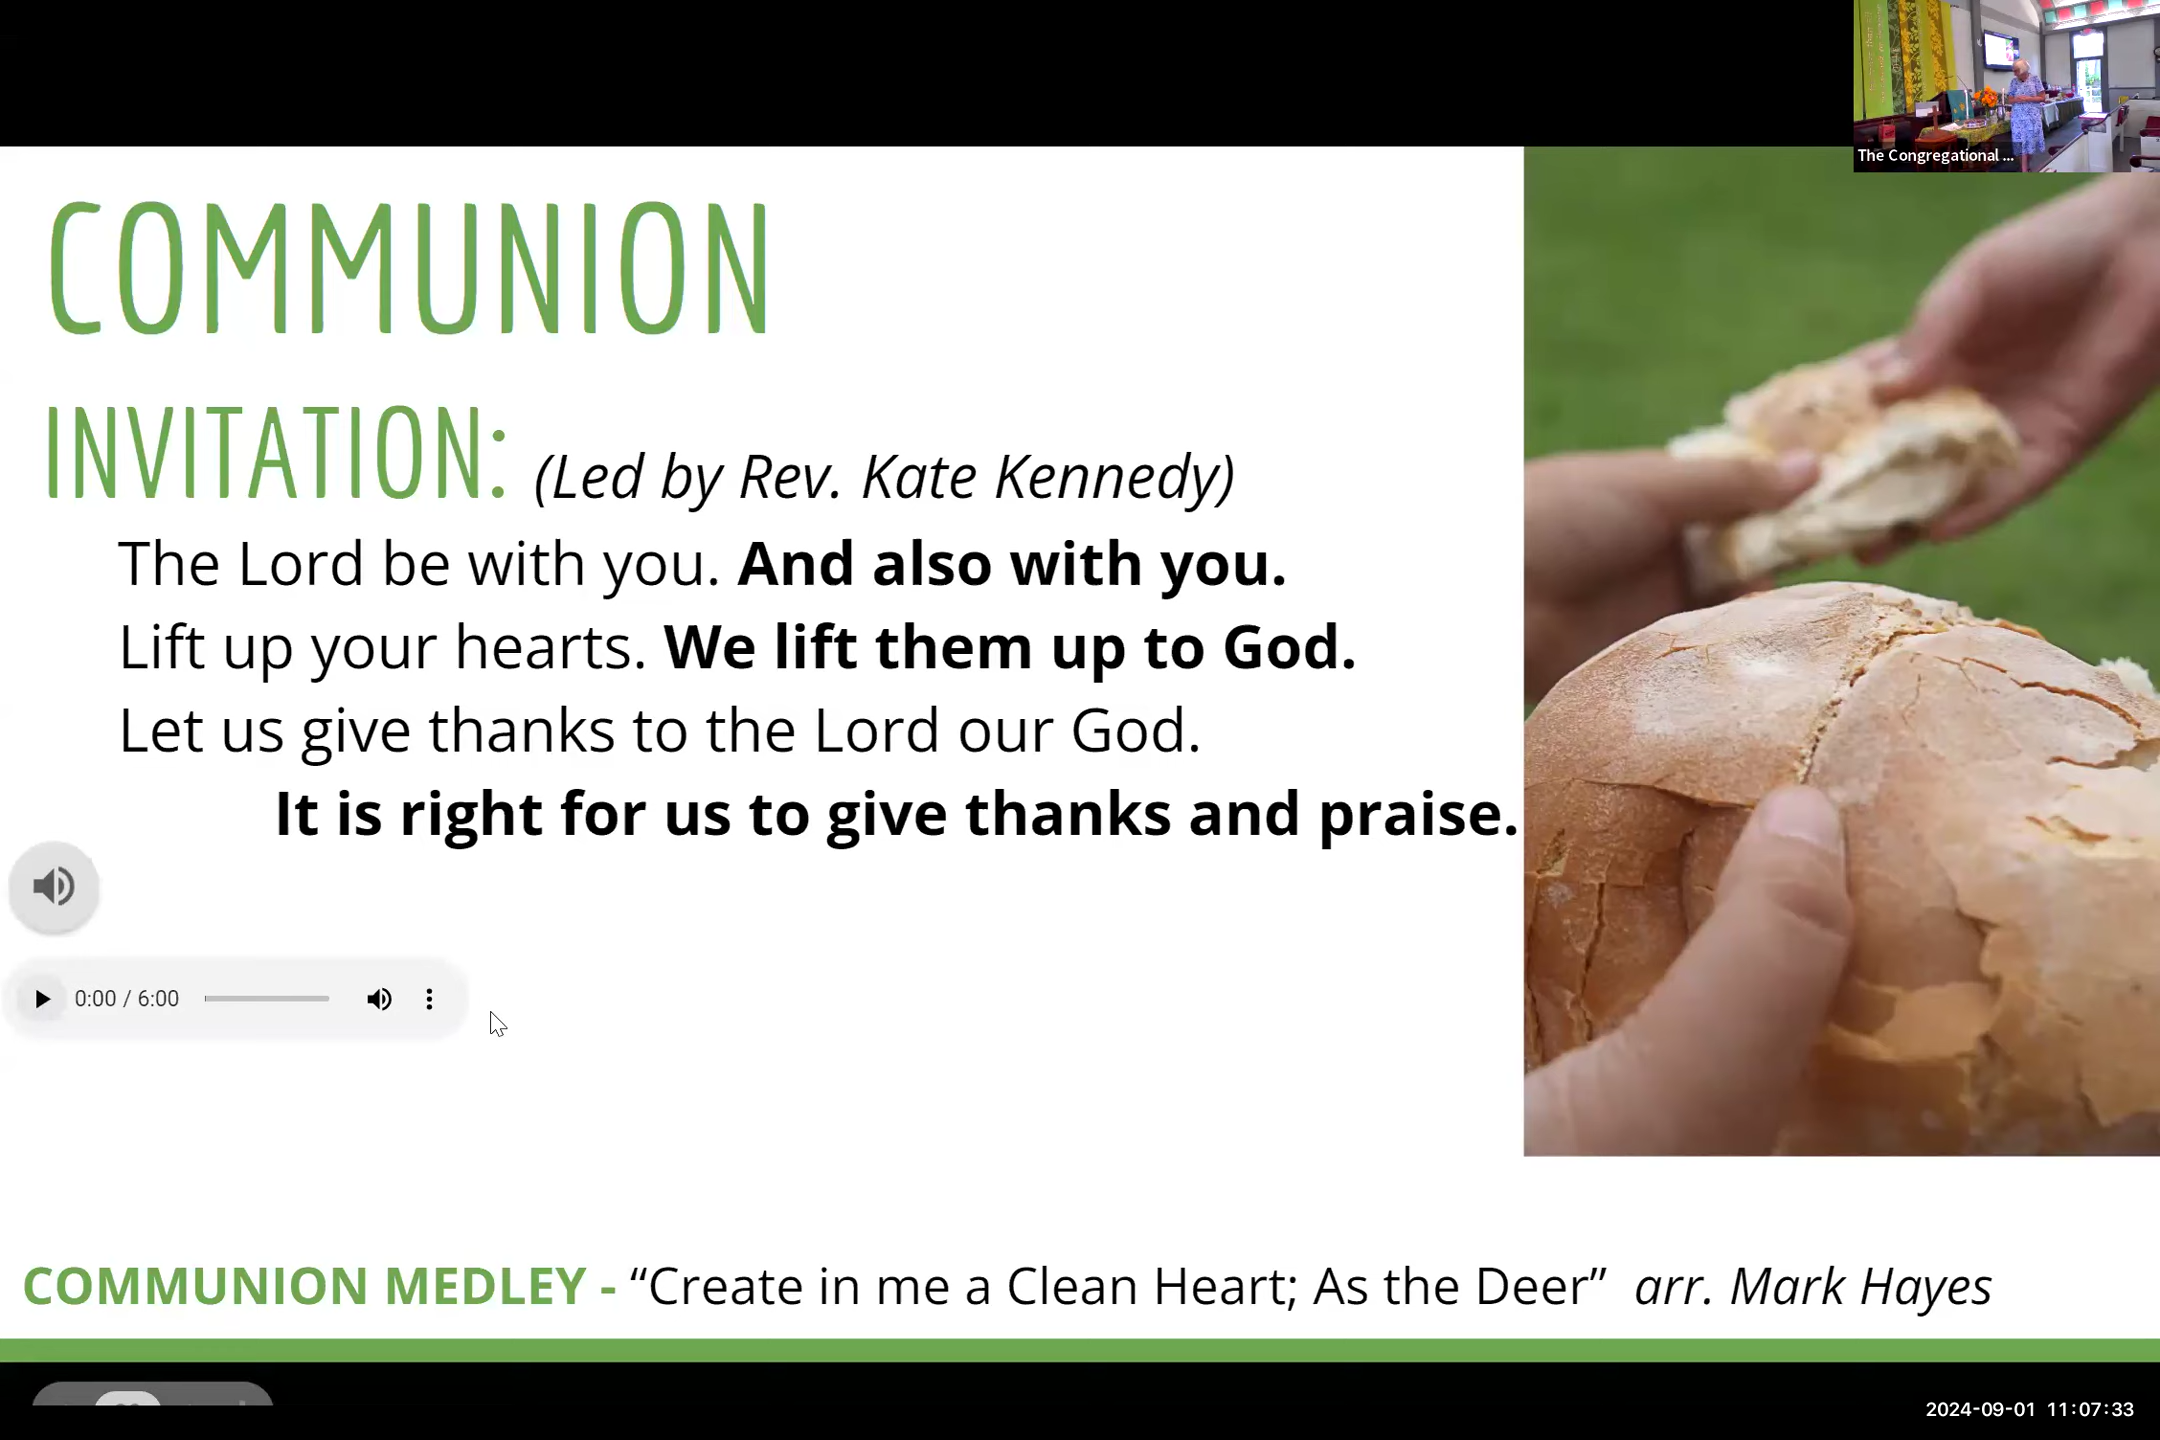 The Congregational ...
COMMUNION
INVITATION: (Led by Rev. Kate Kennedy)
The Lord be with you. And also with you.
Lift up your hearts. We lift them up to God.
Let us give thanks to the Lord our God.
It is right for us to give thanks and praise.
0:00 / 6:00
COMMUNION MEDLEY - “Create in me a Clean Heart; As the Deer” arr. Mark Hayes
2024-09-01 11:07:33